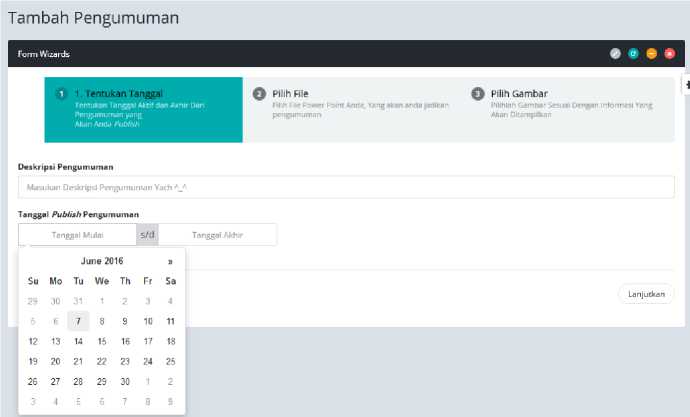 Tambah Pengumuman
Form Wizards
1 1. Tentukan Tanggal
Tentukan Tanggal Aktif dan Akhir Dari
Pengumuman yang
Akan Anda Publish
2 Pilih File
Pilih File Power Point Anda, Yang akan anda jadikan
pengumuman
3 Pilih Gambar
Pilihlah Gambar Sesuai Dengan Informasi Yang
Akan Ditampilkan
Deskripsi Pengumuman
Masukan Deskripsi Pengumuman Yach ^_^
Tanggal Publish Pengumuman
Tanggal Mulai s/d Tanggal Akhir
June 2016 »
Su Mo Tu We Th Fr Sa
29 30 31 1 2 3 4
5 6 7 8 9 10 11
12 13 14 15 16 17 18
19 20 21 22 23 24 25
26 27 28 29 30 1 2
3 4 5 6 7 8 9
Lanjutkan